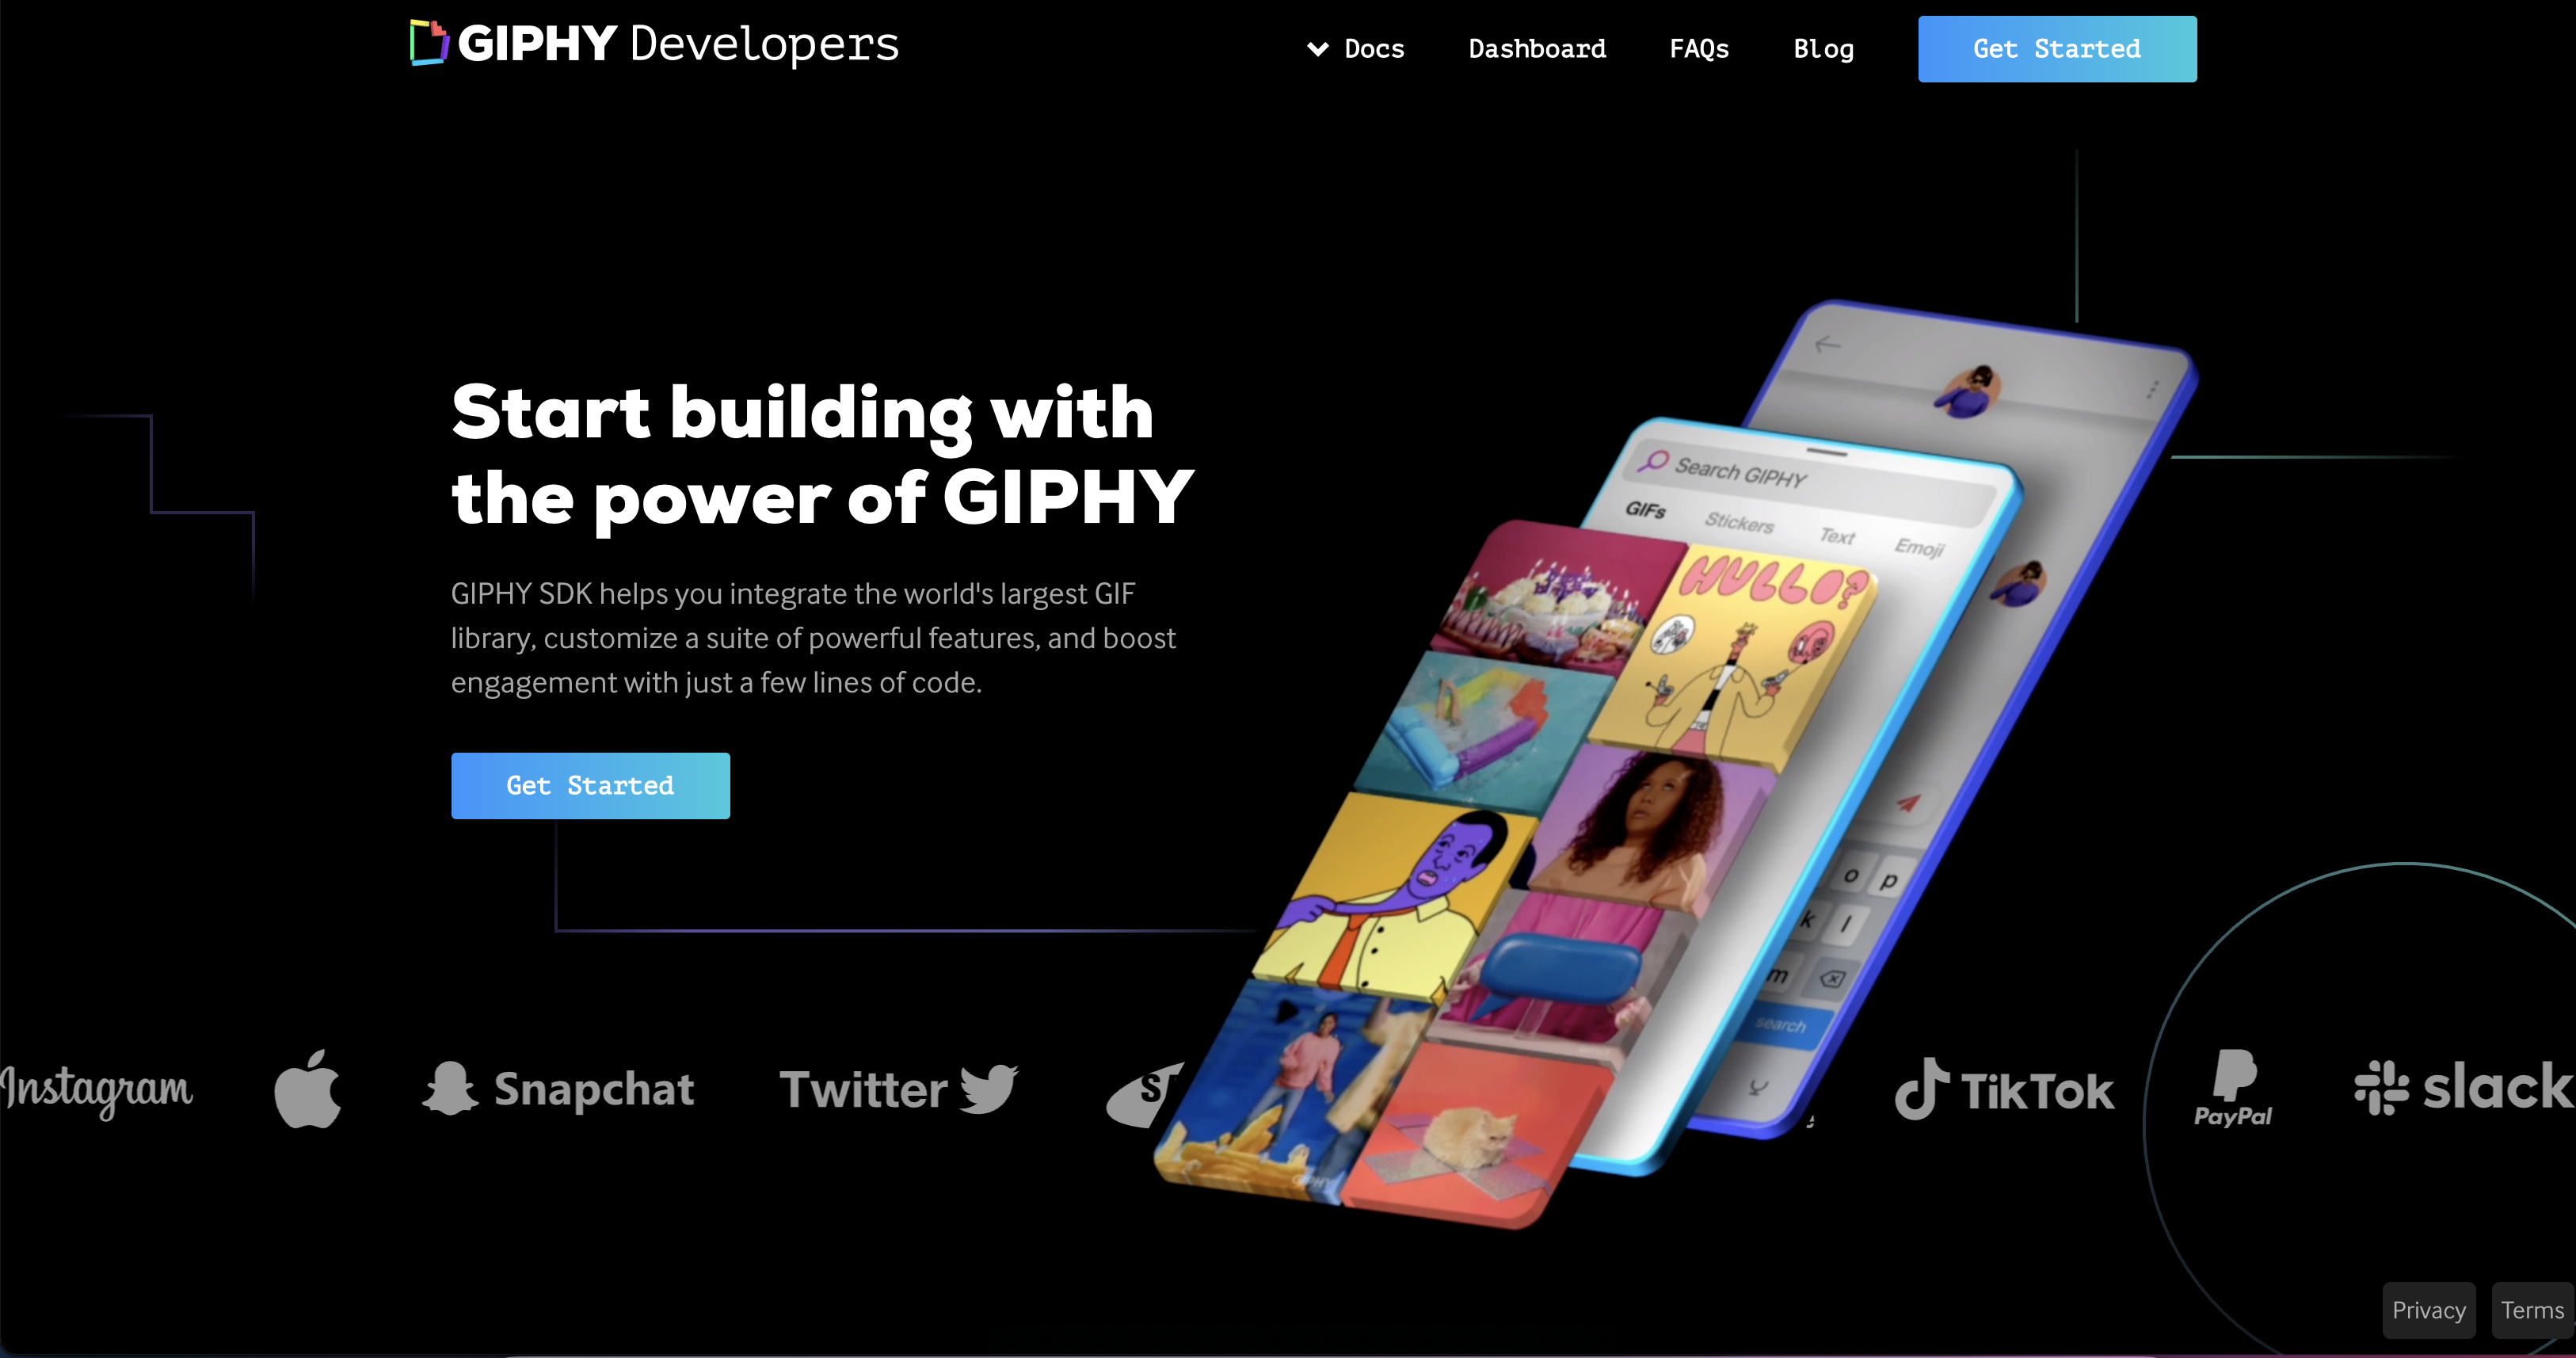 GIPHY Developers
Docs
Dashboard
FAQs
Blog
Get Started
Start building with
the power of GIPHY
GIPHY SDK helps you integrate the world's largest GIF
library, customize a suite of powerful features, and boost
engagement with just a few lines of code.
Get Started
Search GIPHY
GIFs
Stickers
Text
Emoji
HULLO?
o p
k l
m
search
Instagram
Snapchat
Twitter
S
GIPHY
TikTok
PayPal
slack
Privacy
Terms